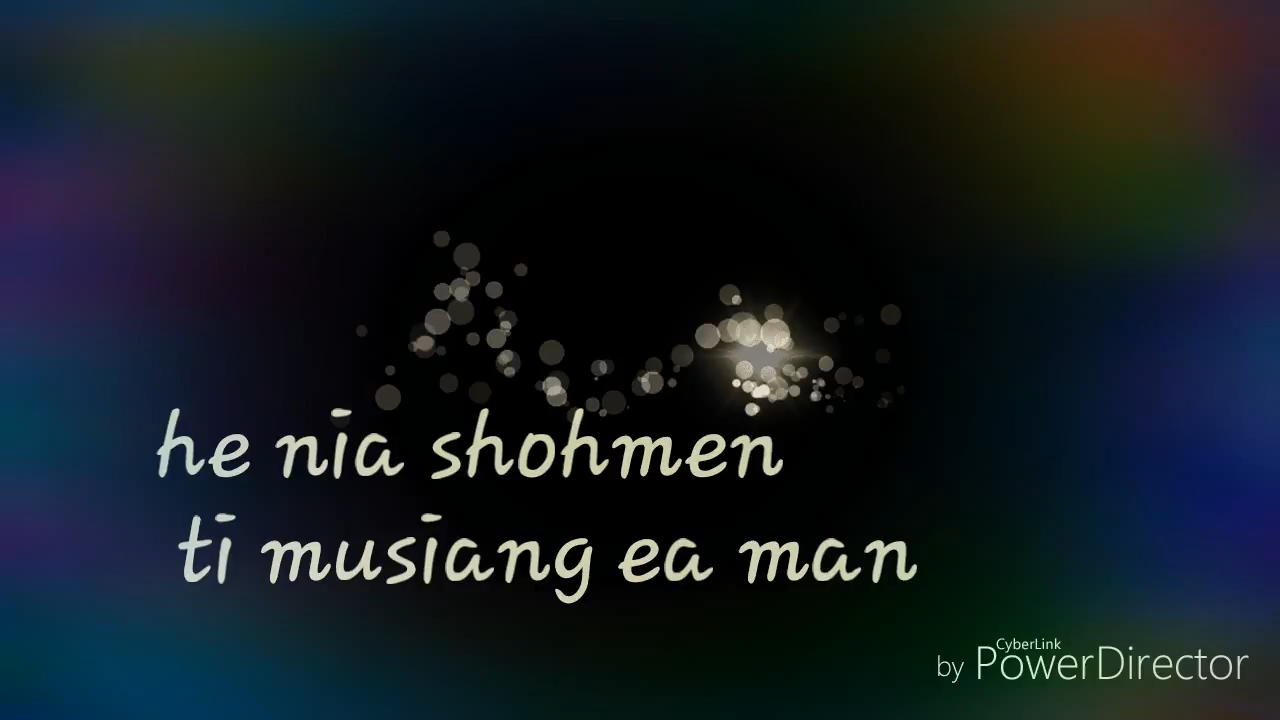 he nia shohmen
ti musiang ea man
CyberLink
by PowerDirector